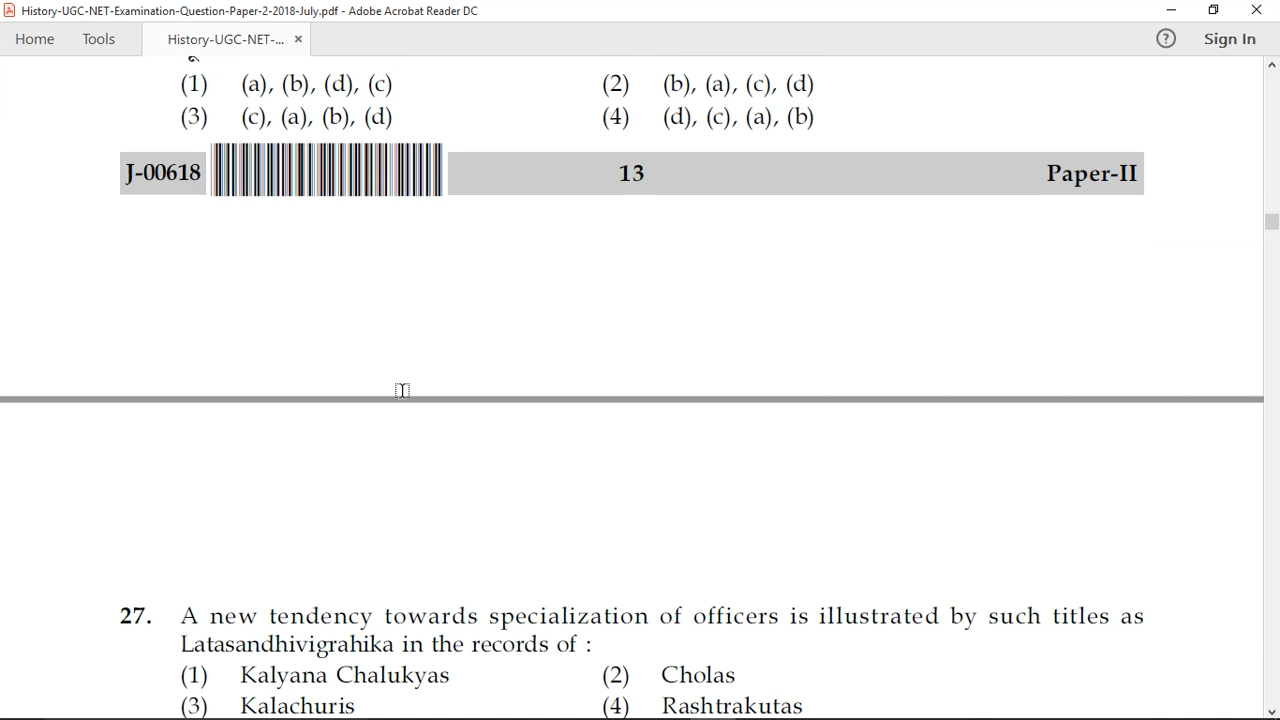 History-UGC-NET-Examination-Question-Paper-2-2018-July.pdf - Adobe Acrobat Reader DC
Home Tools History-UGC-NET-... × ? Sign In
(1) (a), (b), (d), (c) (2) (b), (a), (c), (d)
(3) (c), (a), (b), (d) (4) (d), (c), (a), (b)
J-00618 13 Paper-II
27. A new tendency towards specialization of officers is illustrated by such titles as
Latasandhivigrahika in the records of :
(1) Kalyana Chalukyas (2) Cholas
(3) Kalachuris (4) Rashtrakutas